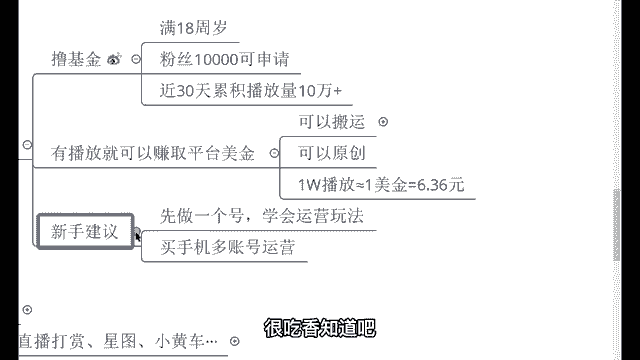 满18周岁
撸基金
粉丝10000可申请
近30天累积播放量10万+
可以搬运
有播放就可以赚取平台美金
可以原创
1W播放≈1美金=6.36元
先做一个号，学会运营玩法
新手建议
买手机多账号运营
很吃香知道吧
直播打赏、星图、小黄车…